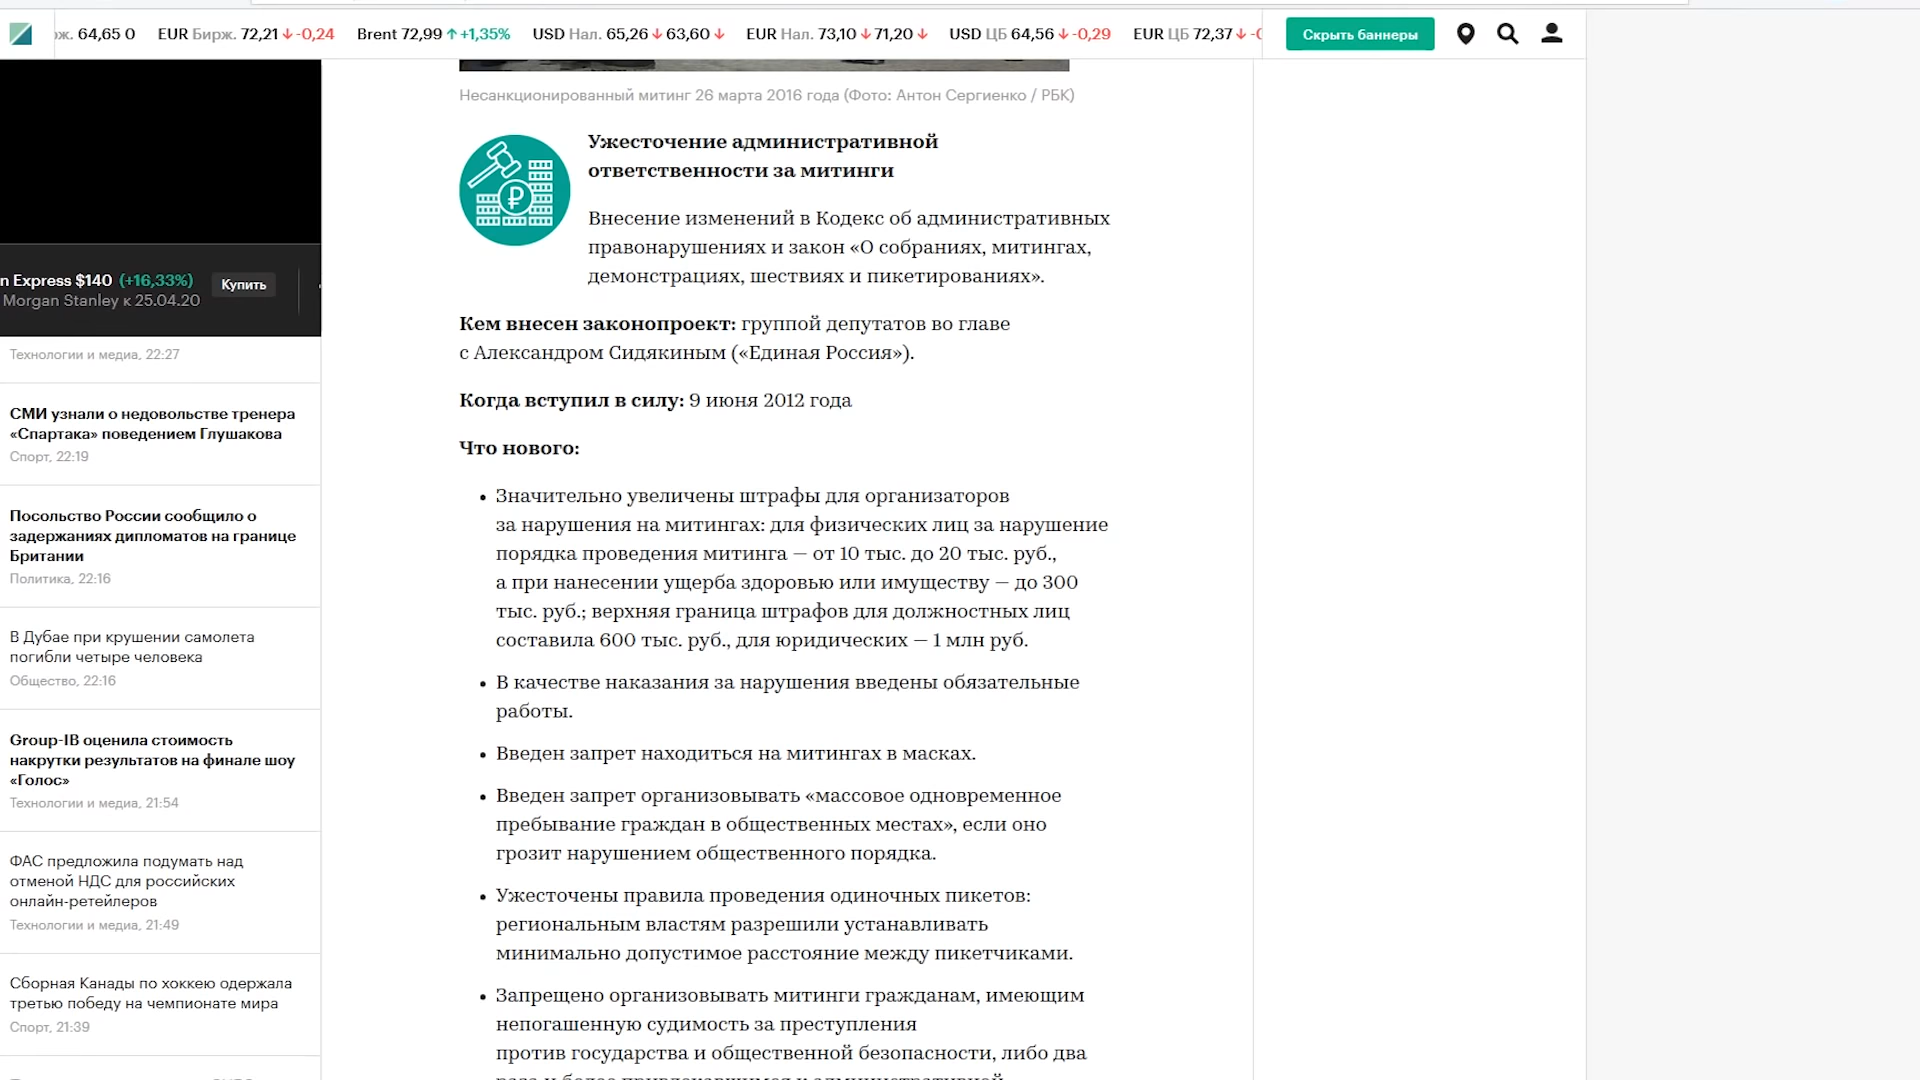 ж. 64,65 0 EUR Бирж. 72,21 -0,24 Brent 72,99 +1,35% USD Нал. 65,26 63,60 EUR Нал. 73,10 71,20 USD ЦБ 64,56 -0,29 EUR ЦБ 72,37
Скрыть баннеры
n Express $140 (+16,33%)
Morgan Stanley к 25.04.20
Купить
Технологии и медиа, 22:27
СМИ узнали о недовольстве тренера
«Спартака» поведением Глушакова
Спорт, 22:19
Посольство России сообщило о
задержаниях дипломатов на границе
Британии
Политика, 22:16
В Дубае при крушении самолета
погибли четыре человека
Общество, 22:16
Group-IB оценила стоимость
накрутки результатов на финале шоу
«Голос»
Технологии и медиа, 21:54
ФАС предложила подумать над
отменой НДС для российских
онлайн-ретейлеров
Технологии и медиа, 21:49
Сборная Канады по хоккею одержала
третью победу на чемпионате мира
Спорт, 21:39
Несанкционированный митинг 26 марта 2016 года (Фото: Антон Сергиенко / РБК)
Ужесточение административной
ответственности за митинги
Внесение изменений в Кодекс об административных
правонарушениях и закон «О собраниях, митингах,
демонстрациях, шествиях и пикетированиях».
Кем внесен законопроект: группой депутатов во главе
с Александром Сидякиным («Единая Россия»).
Когда вступил в силу: 9 июня 2012 года
Что нового:
• Значительно увеличены штрафы для организаторов
за нарушения на митингах: для физических лиц за нарушение
порядка проведения митинга — от 10 тыс. до 20 тыс. руб.,
а при нанесении ущерба здоровью или имуществу — до 300
тыс. руб.; верхняя граница штрафов для должностных лиц
составила 600 тыс. руб., для юридических — 1 млн руб.
• В качестве наказания за нарушения введены обязательные
работы.
• Введен запрет находиться на митингах в масках.
• Введен запрет организовывать «массовое одновременное
пребывание граждан в общественных местах», если оно
грозит нарушением общественного порядка.
• Ужесточены правила проведения одиночных пикетов:
региональным властям разрешили устанавливать
минимально допустимое расстояние между пикетчиками.
• Запрещено организовывать митинги гражданам, имеющим
непогашенную судимость за преступления
против государства и общественной безопасности, либо два